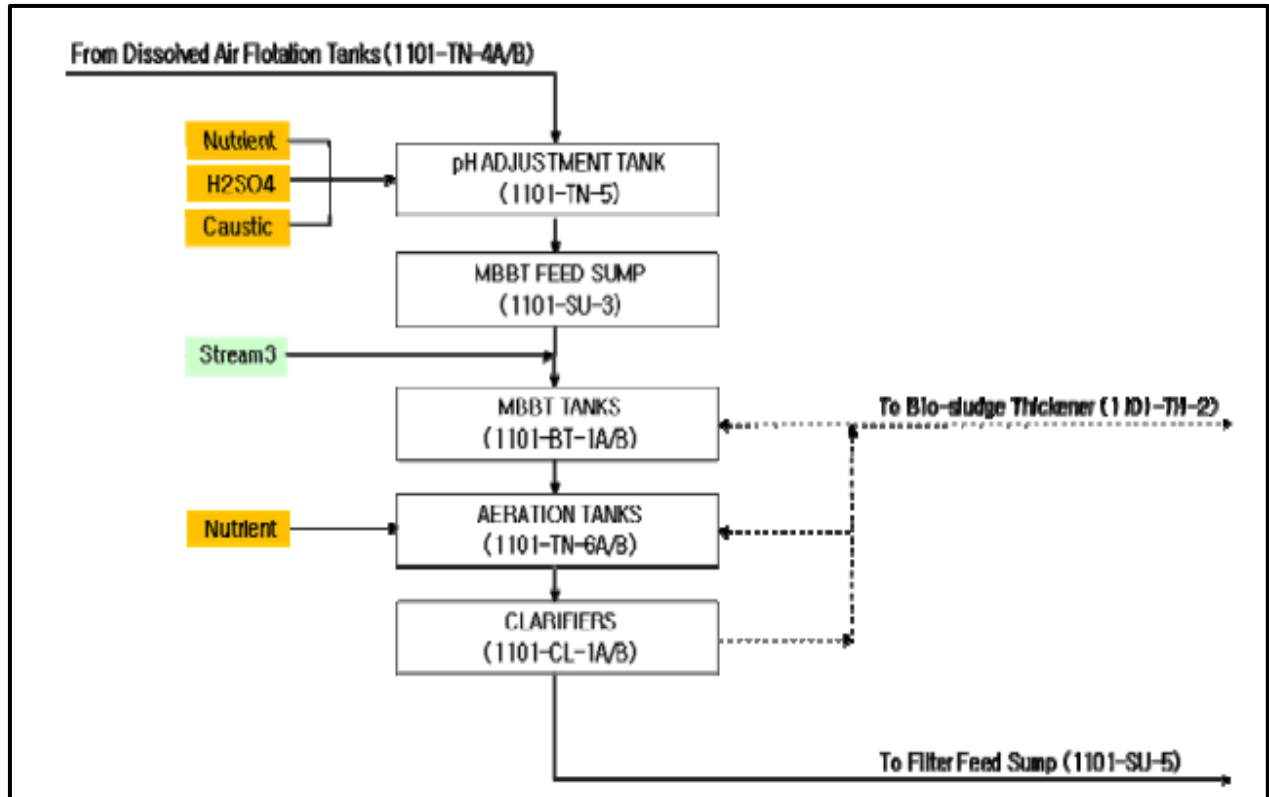 From Dissolved Air Flotation Tanks (1101-TN-4A/B)
Nutrient
H2SO4
Caustic
pH ADJUSTMENT TANK
(1101-TN-5)
MBBT FEED SUMP
(1101-SU-3)
Stream3
MBBT TANKS
(1101-BT-1A/B)
To Bio-sludge Thickener (1101-TH-2)
Nutrient
AERATION TANKS
(1101-TN-6A/B)
CLARIFIERS
(1101-CL-1A/B)
To Filter Feed Sump (1101-SU-5)